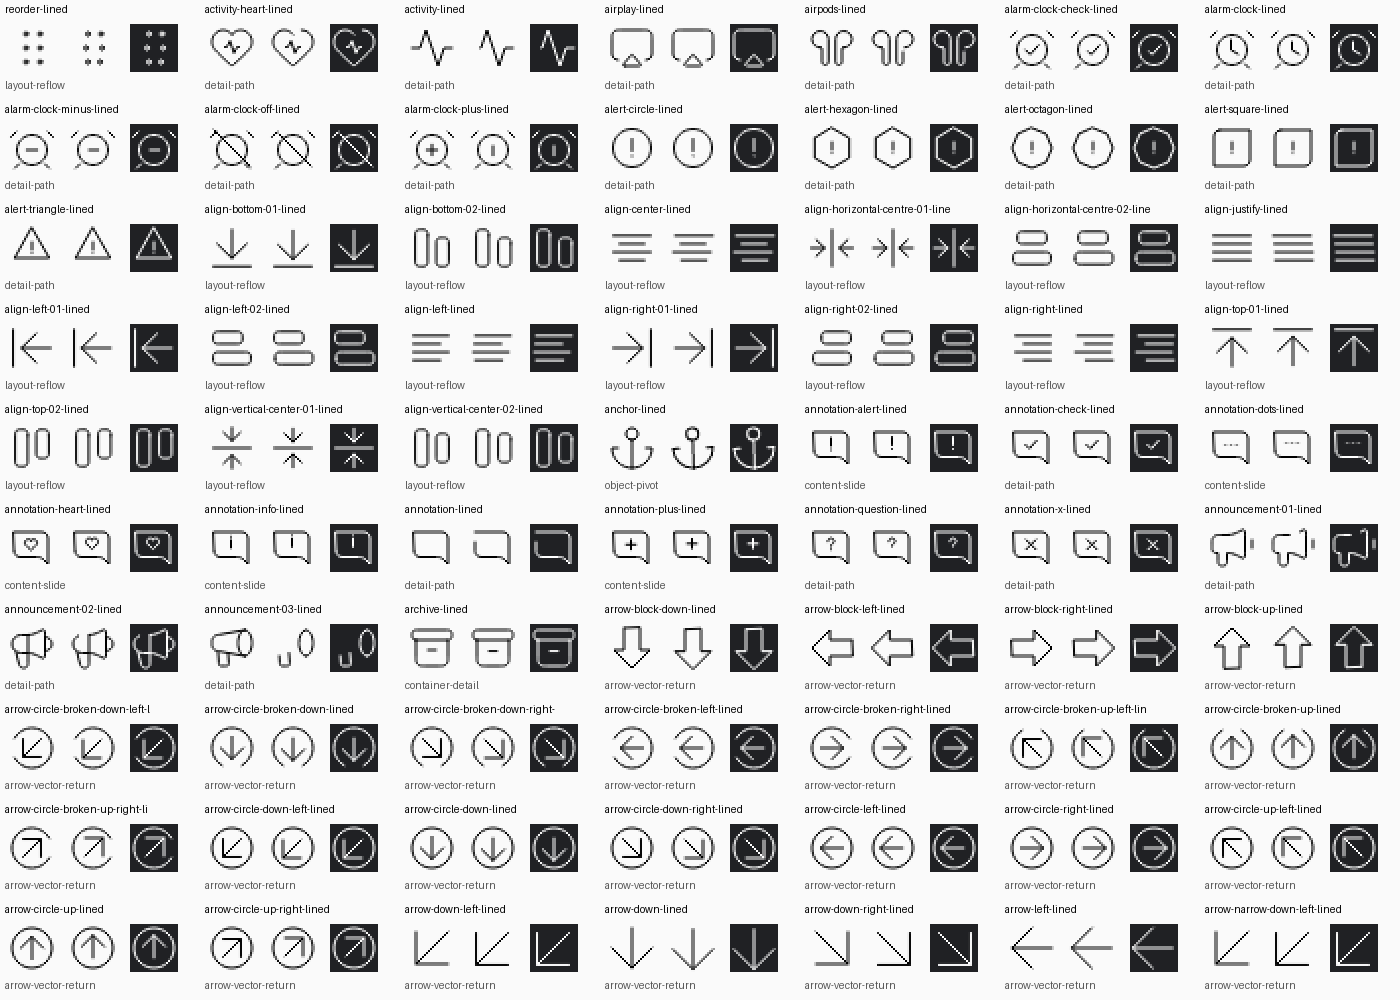 reorder-lined activity-heart-lined activity-lined airplay-lined airpods-lined alarm-clock-check-lined alarm-clock-lined
layout-reflow detail-path detail-path detail-path detail-path detail-path detail-path
alarm-clock-minus-lined alarm-clock-off-lined alarm-clock-plus-lined alert-circle-lined alert-hexagon-lined alert-octagon-lined alert-square-lined
detail-path detail-path detail-path detail-path detail-path detail-path detail-path
alert-triangle-lined align-bottom-01-lined align-bottom-02-lined align-center-lined align-horizontal-centre-01-line align-horizontal-centre-02-line align-justify-lined
detail-path layout-reflow layout-reflow layout-reflow layout-reflow layout-reflow layout-reflow
align-left-01-lined align-left-02-lined align-left-lined align-right-01-lined align-right-02-lined align-right-lined align-top-01-lined
layout-reflow layout-reflow layout-reflow layout-reflow layout-reflow layout-reflow layout-reflow
align-top-02-lined align-vertical-center-01-lined align-vertical-center-02-lined anchor-lined annotation-alert-lined annotation-check-lined annotation-dots-lined
layout-reflow layout-reflow layout-reflow object-pivot content-slide detail-path content-slide
annotation-heart-lined annotation-info-lined annotation-lined annotation-plus-lined annotation-question-lined annotation-x-lined announcement-01-lined
content-slide content-slide detail-path content-slide detail-path detail-path detail-path
announcement-02-lined announcement-03-lined archive-lined arrow-block-down-lined arrow-block-left-lined arrow-block-right-lined arrow-block-up-lined
detail-path detail-path container-detail arrow-vector-return arrow-vector-return arrow-vector-return arrow-vector-return
arrow-circle-broken-down-left-l arrow-circle-broken-down-lined arrow-circle-broken-down-right- arrow-circle-broken-left-lined arrow-circle-broken-right-lined arrow-circle-broken-up-left-lin arrow-circle-broken-up-lined
arrow-vector-return arrow-vector-return arrow-vector-return arrow-vector-return arrow-vector-return arrow-vector-return arrow-vector-return
arrow-circle-broken-up-right-li arrow-circle-down-left-lined arrow-circle-down-lined arrow-circle-down-right-lined arrow-circle-left-lined arrow-circle-right-lined arrow-circle-up-left-lined
arrow-vector-return arrow-vector-return arrow-vector-return arrow-vector-return arrow-vector-return arrow-vector-return arrow-vector-return
arrow-circle-up-lined arrow-circle-up-right-lined arrow-down-left-lined arrow-down-lined arrow-down-right-lined arrow-left-lined arrow-narrow-down-left-lined
arrow-vector-return arrow-vector-return arrow-vector-return arrow-vector-return arrow-vector-return arrow-vector-return arrow-vector-return